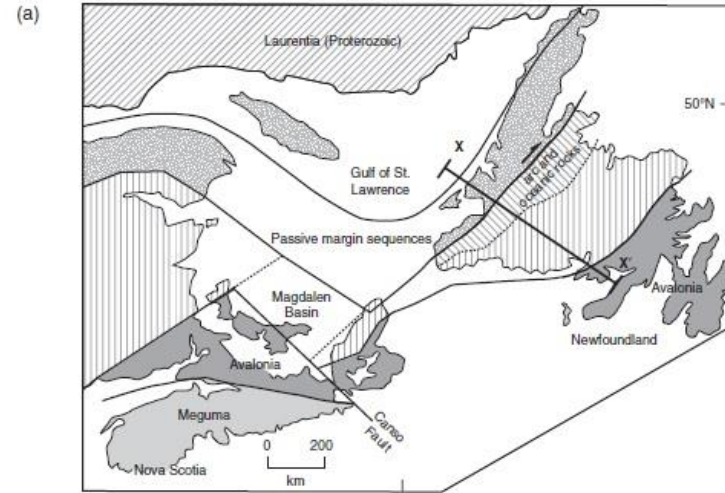 (a)
Laurentia (Proterozoic)
50°N
X
arc and
oceanic rocks
Gulf of St.
Lawrence
Passive margin sequences
X'
Magdalen
Basin
Avalonia
Newfoundland
Avalonia
Meguma
Canso
Fault
0 200
km
Nova Scotia